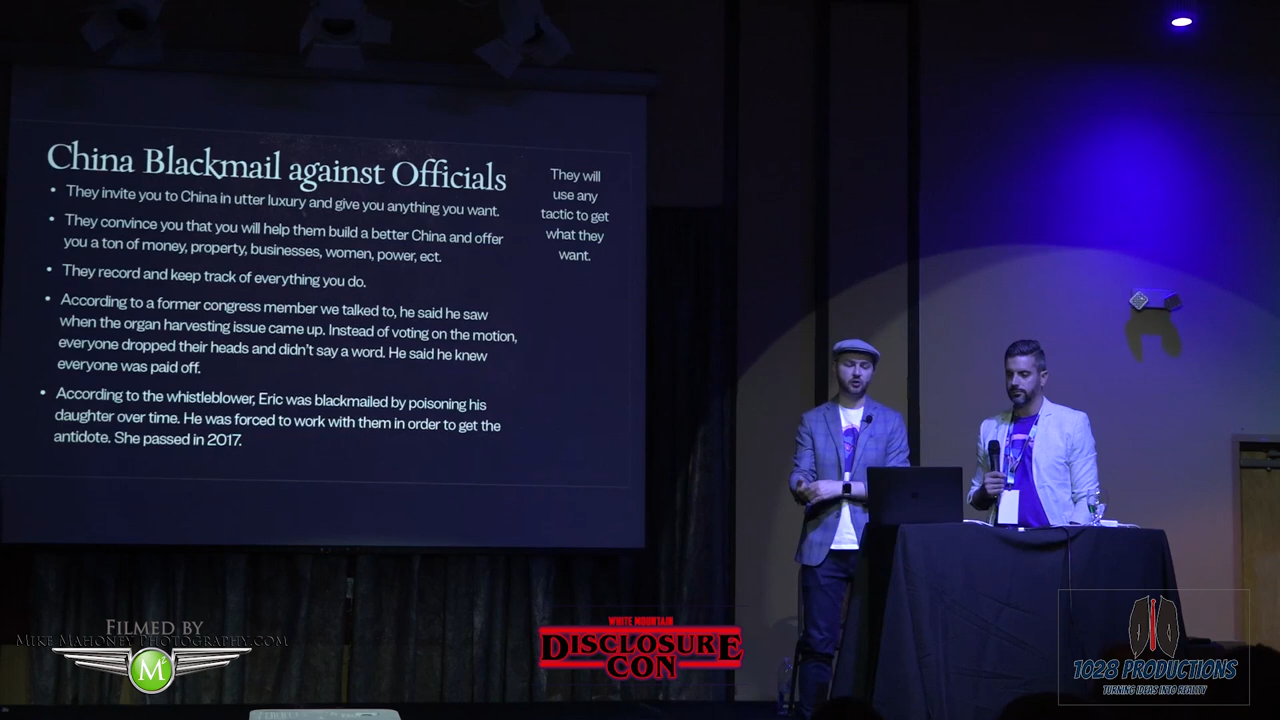 China Blackmail against Officials
• They invite you to China in utter luxury and give you anything you want.
• They convince you that you will help them build a better China and offer
you a ton of money, property, businesses, women, power, ect.
• They record and keep track of everything you do.
• According to a former congress member we talked to, he said he saw
when the organ harvesting issue came up. Instead of voting on the motion,
everyone dropped their heads and didn't say a word. He said he knew
everyone was paid off.
• According to the whistleblower, Eric was blackmailed by poisoning his
daughter over time. He was forced to work with them in order to get the
antidote. She passed in 2017.
They will
use any
tactic to get
what they
want.
FILMED BY
MIKE MAHONEY PHOTOGRAPHY.COM
M2
WHITE MOUNTAIN
DISCLOSURE
CON
1028 PRODUCTIONS
TURNING IDEAS INTO REALITY